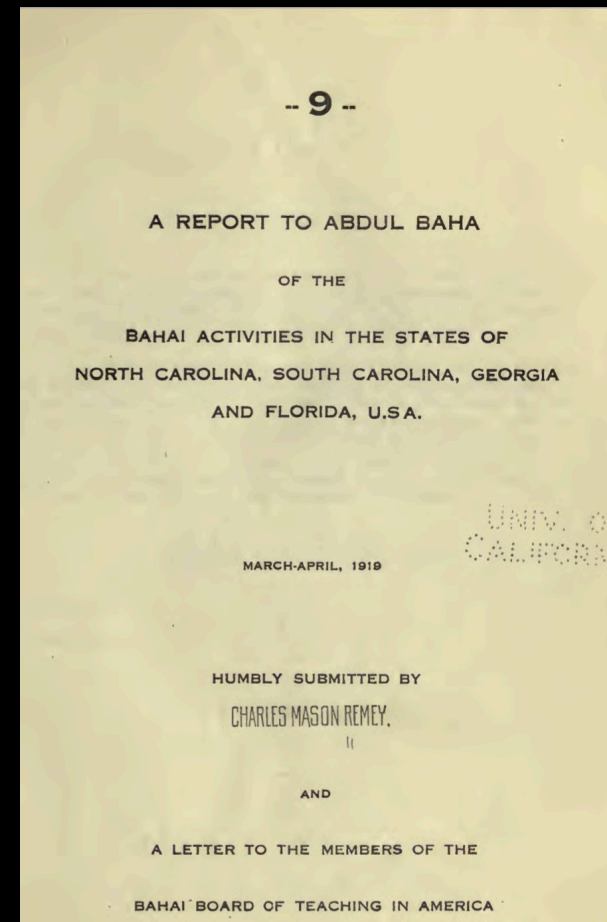 -- 9 --
A REPORT TO ABDUL BAHA
OF THE
BAHAI ACTIVITIES IN THE STATES OF
NORTH CAROLINA, SOUTH CAROLINA, GEORGIA
AND FLORIDA, U.S A.
UNIV. O
CALIFORN
MARCH-APRIL, 1919
HUMBLY SUBMITTED BY
CHARLES MASON REMEY.
AND
A LETTER TO THE MEMBERS OF THE
BAHAI BOARD OF TEACHING IN AMERICA